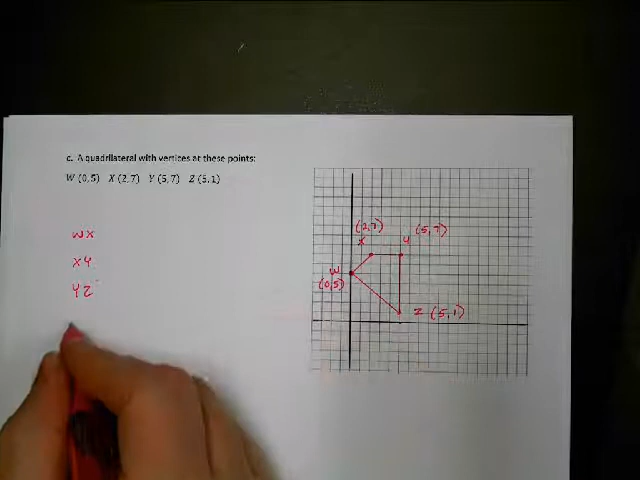 c. A quadrilateral with vertices at these points:
W (0,5) X (2,7) Y (5,7) Z (5,1)
WX
XY
YZ
(2,7)
X
Y
(5,7)
W
(0,5)
Z (5,1)